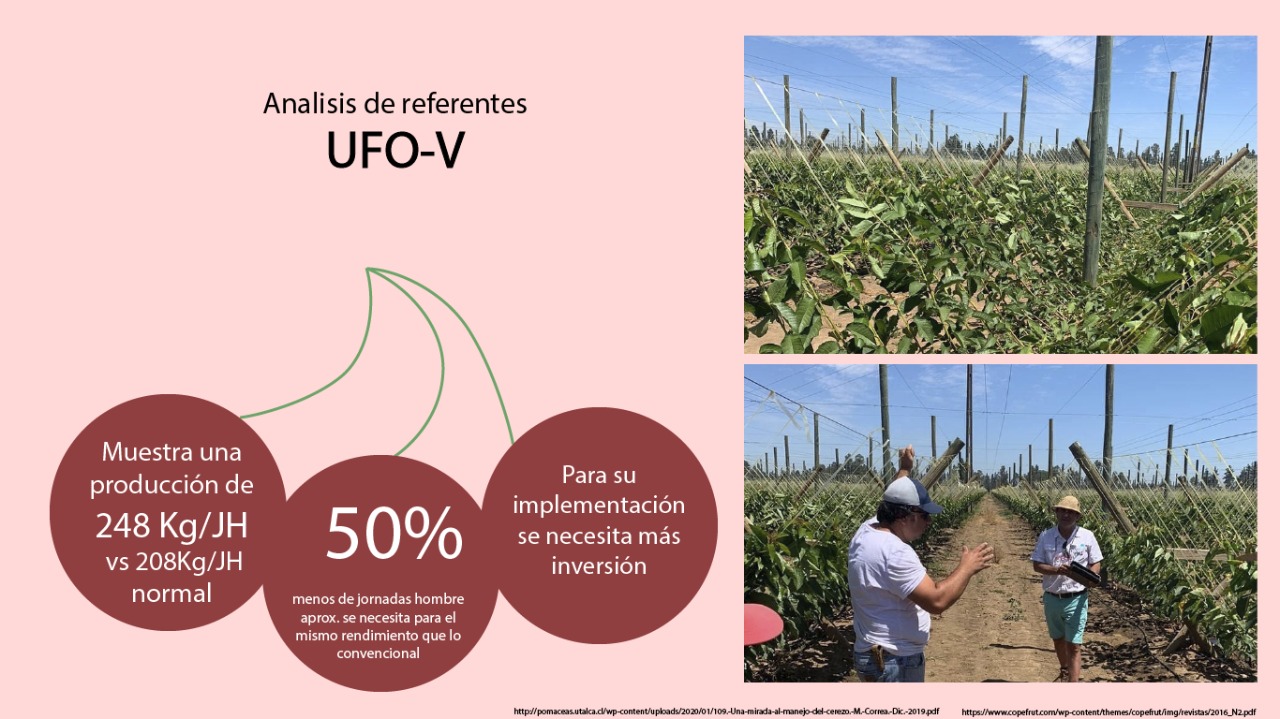 Analisis de referentes
UFO-V
Muestra una
producción de
248 Kg/JH
vs 208Kg/JH
normal
50%
menos de jornadas hombre
aprox. se necesita para el
mismo rendimiento que lo
convencional
Para su
implementación
se necesita más
inversión
http://pomaceas.utalca.cl/wp-content/uploads/2020/01/109.-Una-mirada-al-manejo-del-cerezo.-M.-Correa.-Dic.-2019.pdf
https://www.copefrut.com/wp-content/themes/copefrut/img/revistas/2016_N2.pdf